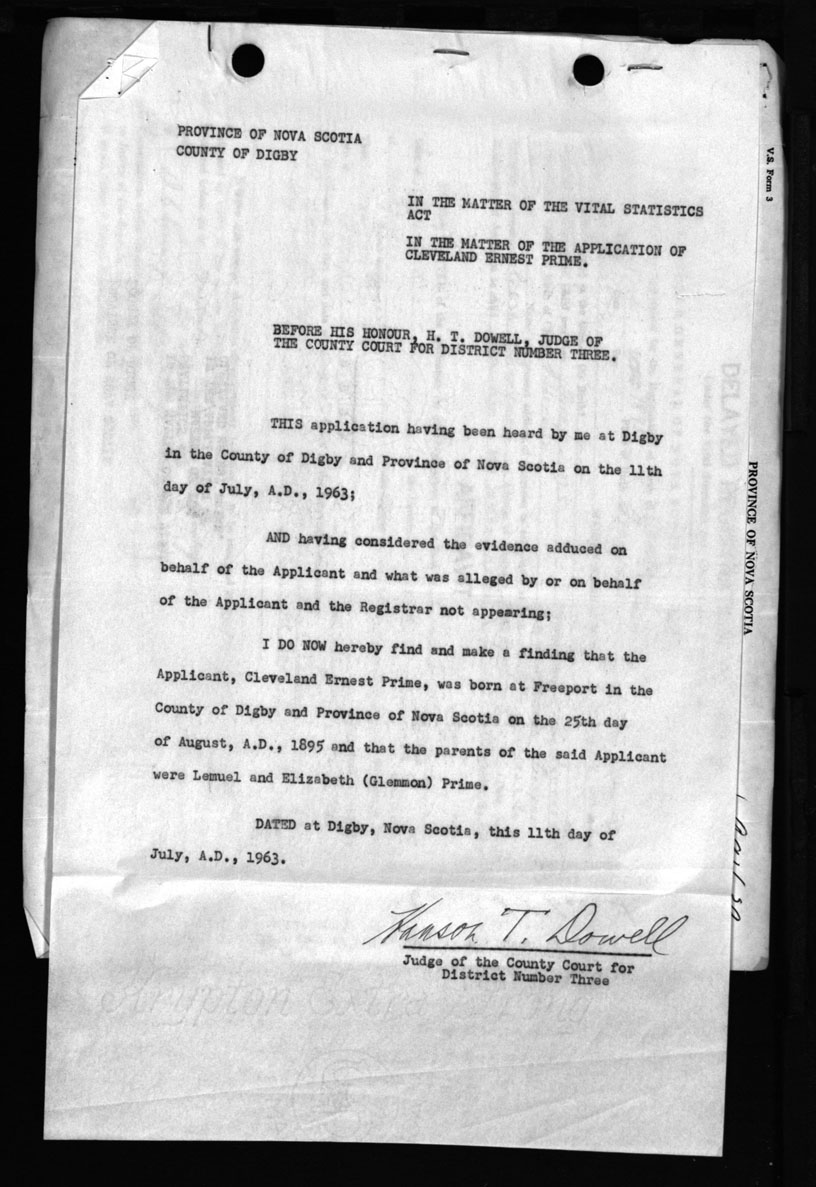 PROVINCE OF NOVA SCOTIA
COUNTY OF DIGBY
IN THE MATTER OF THE VITAL STATISTICS
ACT
IN THE MATTER OF THE APPLICATION OF
CLEVELAND ERNEST PRIME.
BEFORE HIS HONOUR, H. T. DOWELL, JUDGE OF
THE COUNTY COURT FOR DISTRICT NUMBER THREE.
THIS application having been heard by me at Digby
in the County of Digby and Province of Nova Scotia on the 11th
day of July, A.D., 1963;
AND having considered the evidence adduced on
behalf of the Applicant and what was alleged by or on behalf
of the Applicant and the Registrar not appearing;
I DO NOW hereby find and make a finding that the
Applicant, Cleveland Ernest Prime, was born at Freeport in the
County of Digby and Province of Nova Scotia on the 25th day
of August, A.D., 1895 and that the parents of the said Applicant
were Lemuel and Elizabeth (Glemmon) Prime.
DATED at Digby, Nova Scotia, this 11th day of
July, A.D., 1963.
Hanson T. Dowell
Judge of the County Court for
District Number Three
V.S. Form 3
PROVINCE OF NOVA SCOTIA
DELAYED